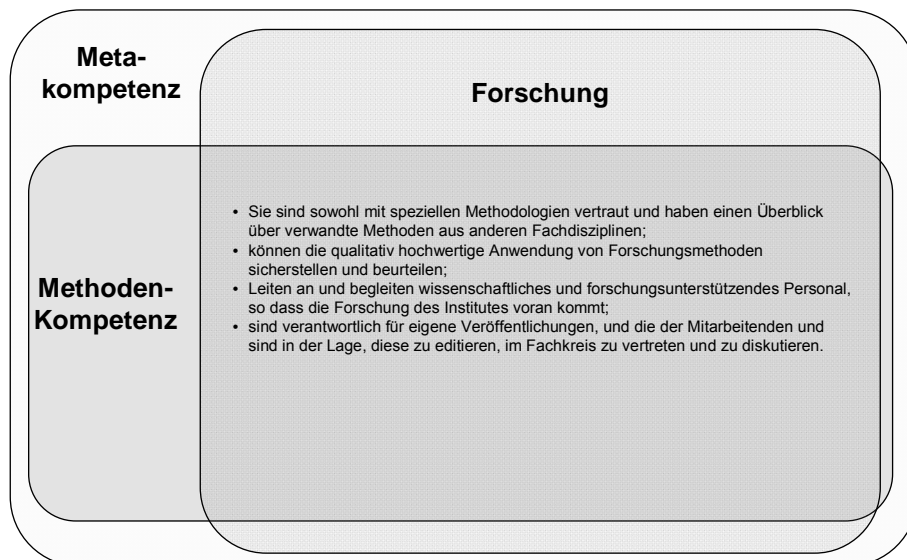 Meta-
kompetenz
Forschung
• Sie sind sowohl mit speziellen Methodologien vertraut und haben einen Überblick
über verwandte Methoden aus anderen Fachdisziplinen;
• können die qualitativ hochwertige Anwendung von Forschungsmethoden
sicherstellen und beurteilen;
• Leiten an und begleiten wissenschaftliches und forschungsunterstützendes Personal,
so dass die Forschung des Institutes voran kommt;
• sind verantwortlich für eigene Veröffentlichungen, und die der Mitarbeitenden und
sind in der Lage, diese zu editieren, im Fachkreis zu vertreten und zu diskutieren.
Methoden-
Kompetenz